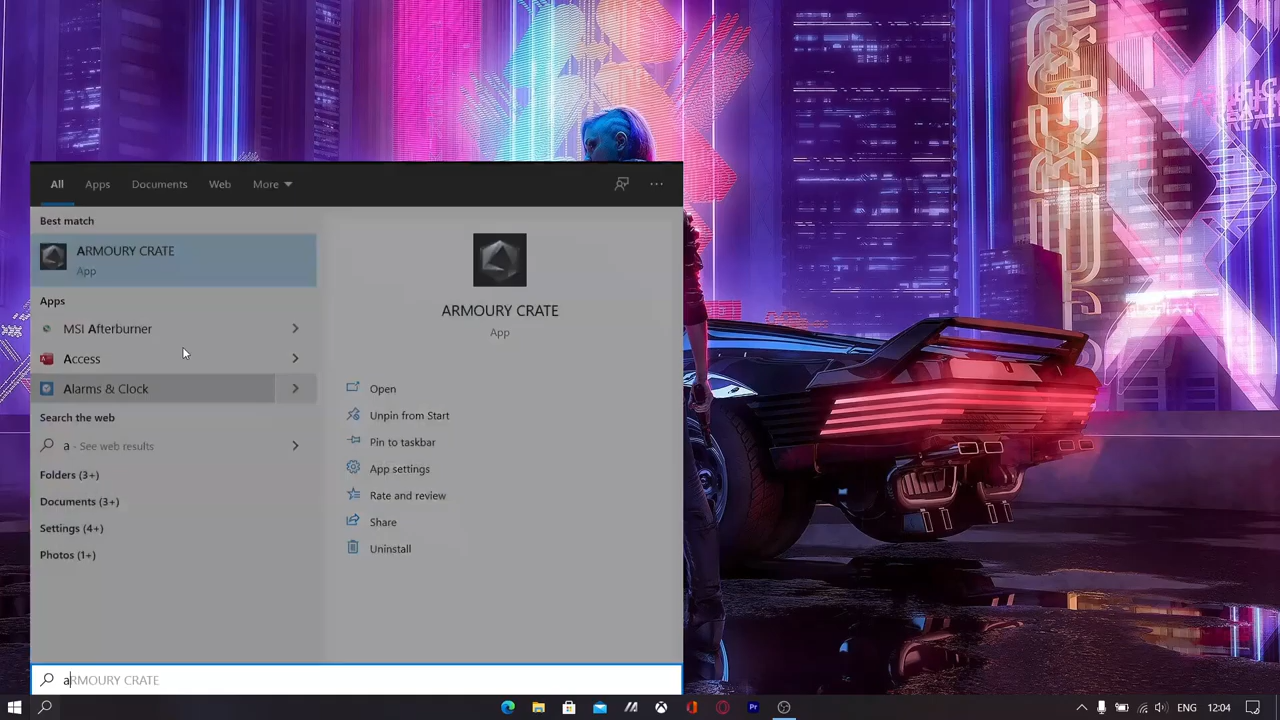 All Apps Documents Web More
Best match
ARMOURY CRATE
App
Apps
MSI Afterburner
Access
Alarms & Clock
Search the web
a - See web results
Folders (3+)
Documents (3+)
Settings (4+)
Photos (1+)
ARMOURY CRATE
App
Open
Unpin from Start
Pin to taskbar
App settings
Rate and review
Share
Uninstall
aRMOURY CRATE
Pr
ENG 12:04